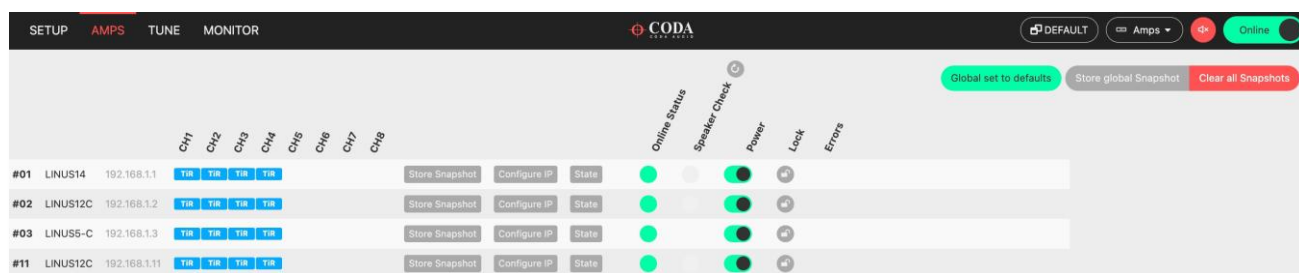 SETUP AMPS TUNE MONITOR CODA DEFAULT Amps Online
CODA AUDIO
Global set to defaults Store global Snapshot Clear all Snapshots
CH1 CH2 CH3 CH4 CH5 CH6 CH7 CH8 Online Status Speaker Check Power Lock Errors
#01 LINUS14 192.168.1.1 TiR TiR TiR TiR Store Snapshot Configure IP State
#02 LINUS12C 192.168.1.2 TiR TiR TiR TiR Store Snapshot Configure IP State
#03 LINUS5-C 192.168.1.3 TiR TiR TiR TiR Store Snapshot Configure IP State
#11 LINUS12C 192.168.1.11 TiR TiR TiR TiR Store Snapshot Configure IP State